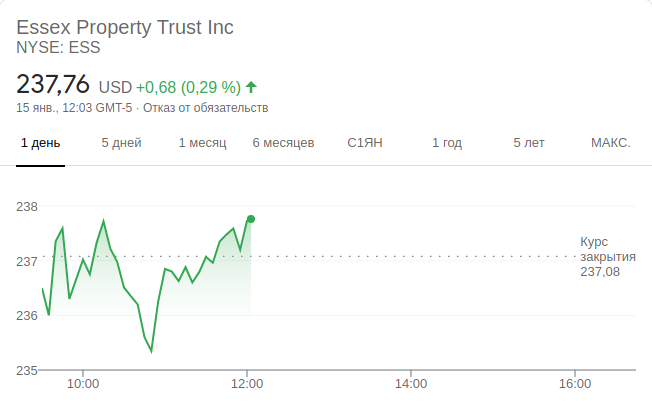 Essex Property Trust Inc
NYSE: ESS
237,76 USD +0,68 (0,29 %)
15 янв., 12:03 GMT-5 · Отказ от обязательств
1 день 5 дней 1 месяц 6 месяцев С1ЯН 1 год 5 лет МАКС.
238
237
236
235
Курс
закрытия
237,08
10:00 12:00 14:00 16:00